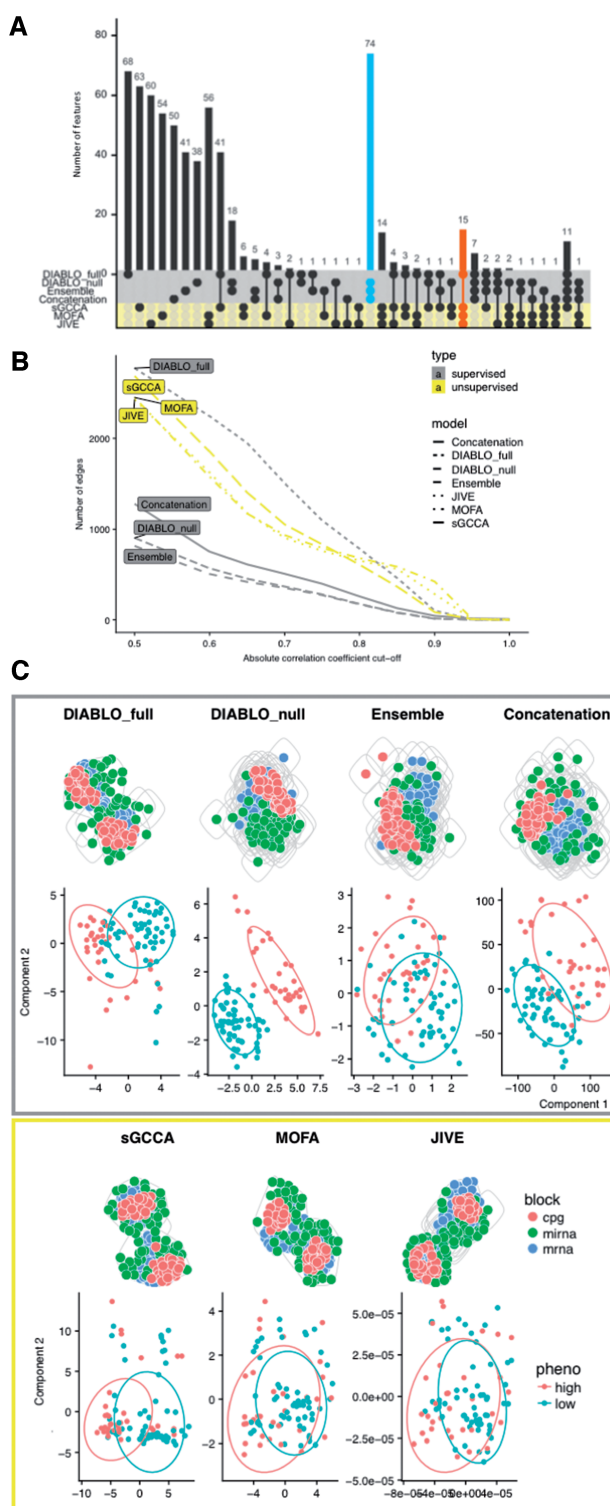 A
80
60
40
20
0
Number of features
68
63
60
54
50
41
38
56
41
18
6
5
4
3
2
1
1
1
1
1
74
14
4
3
2
1
1
1
15
7
2
2
2
1
1
1
1
11
1
DIABLO_full
DIABLO_null
Ensemble
Concatenation
sGCCA
MOFA
JIVE
B
Number of edges
2000
1000
0
0.5
0.6
0.7
0.8
0.9
1.0
Absolute correlation coefficient cut-off
DIABLO_full
sGCCA
MOFA
JIVE
Concatenation
DIABLO_null
Ensemble
type
a supervised
a unsupervised
model
Concatenation
DIABLO_full
DIABLO_null
Ensemble
JIVE
MOFA
sGCCA
C
DIABLO_full
DIABLO_null
Ensemble
Concatenation
Component 2
5
0
−5
−10
−4
0
4
6
4
2
0
−2
−4
−2.5
0.0
2.5
5.0
7.5
3
2
1
0
−1
−2
−3
−2
−1
0
1
2
100
50
0
−50
−100
0
100
Component 1
sGCCA
MOFA
JIVE
block
cpg
mirna
mrna
Component 2
10
5
0
−5
−10
−5
0
5
4
2
0
−2
−4
0
4
5.0e−05
2.5e−05
0.0e+00
−2.5e−05
−5.0e−05
−8e−05
−4e−05
0e+00
4e−05
pheno
high
low